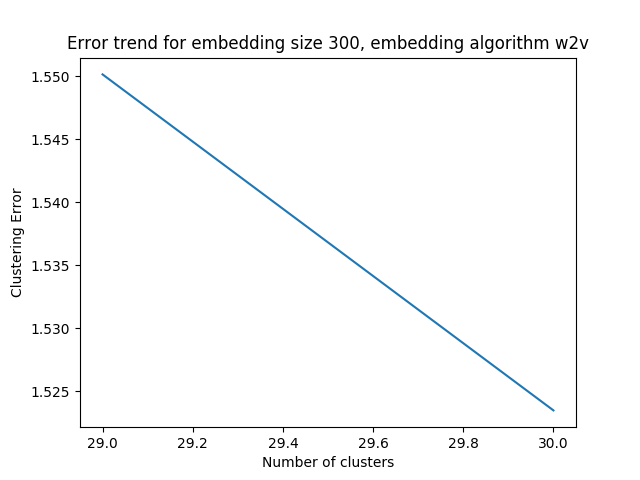 Error trend for embedding size 300, embedding algorithm w2v
1.550
1.545
1.540
1.535
1.530
1.525
Clustering Error
29.0 29.2 29.4 29.6 29.8 30.0
Number of clusters